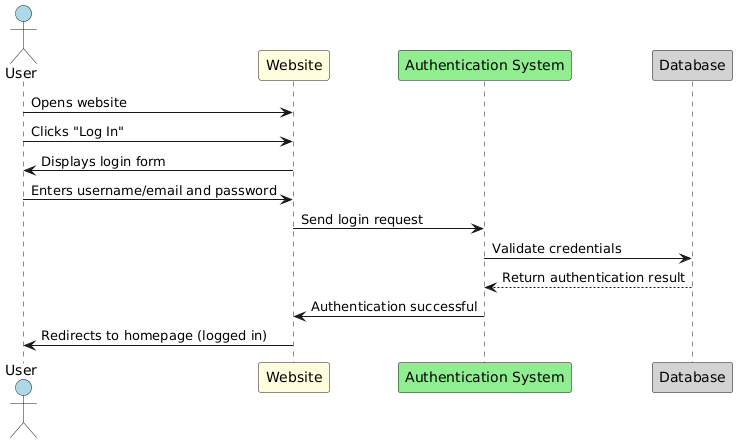 User
Website
Authentication System
Database
Opens website
Clicks "Log In"
Displays login form
Enters username/email and password
Send login request
Validate credentials
Return authentication result
Authentication successful
Redirects to homepage (logged in)
User
Website
Authentication System
Database